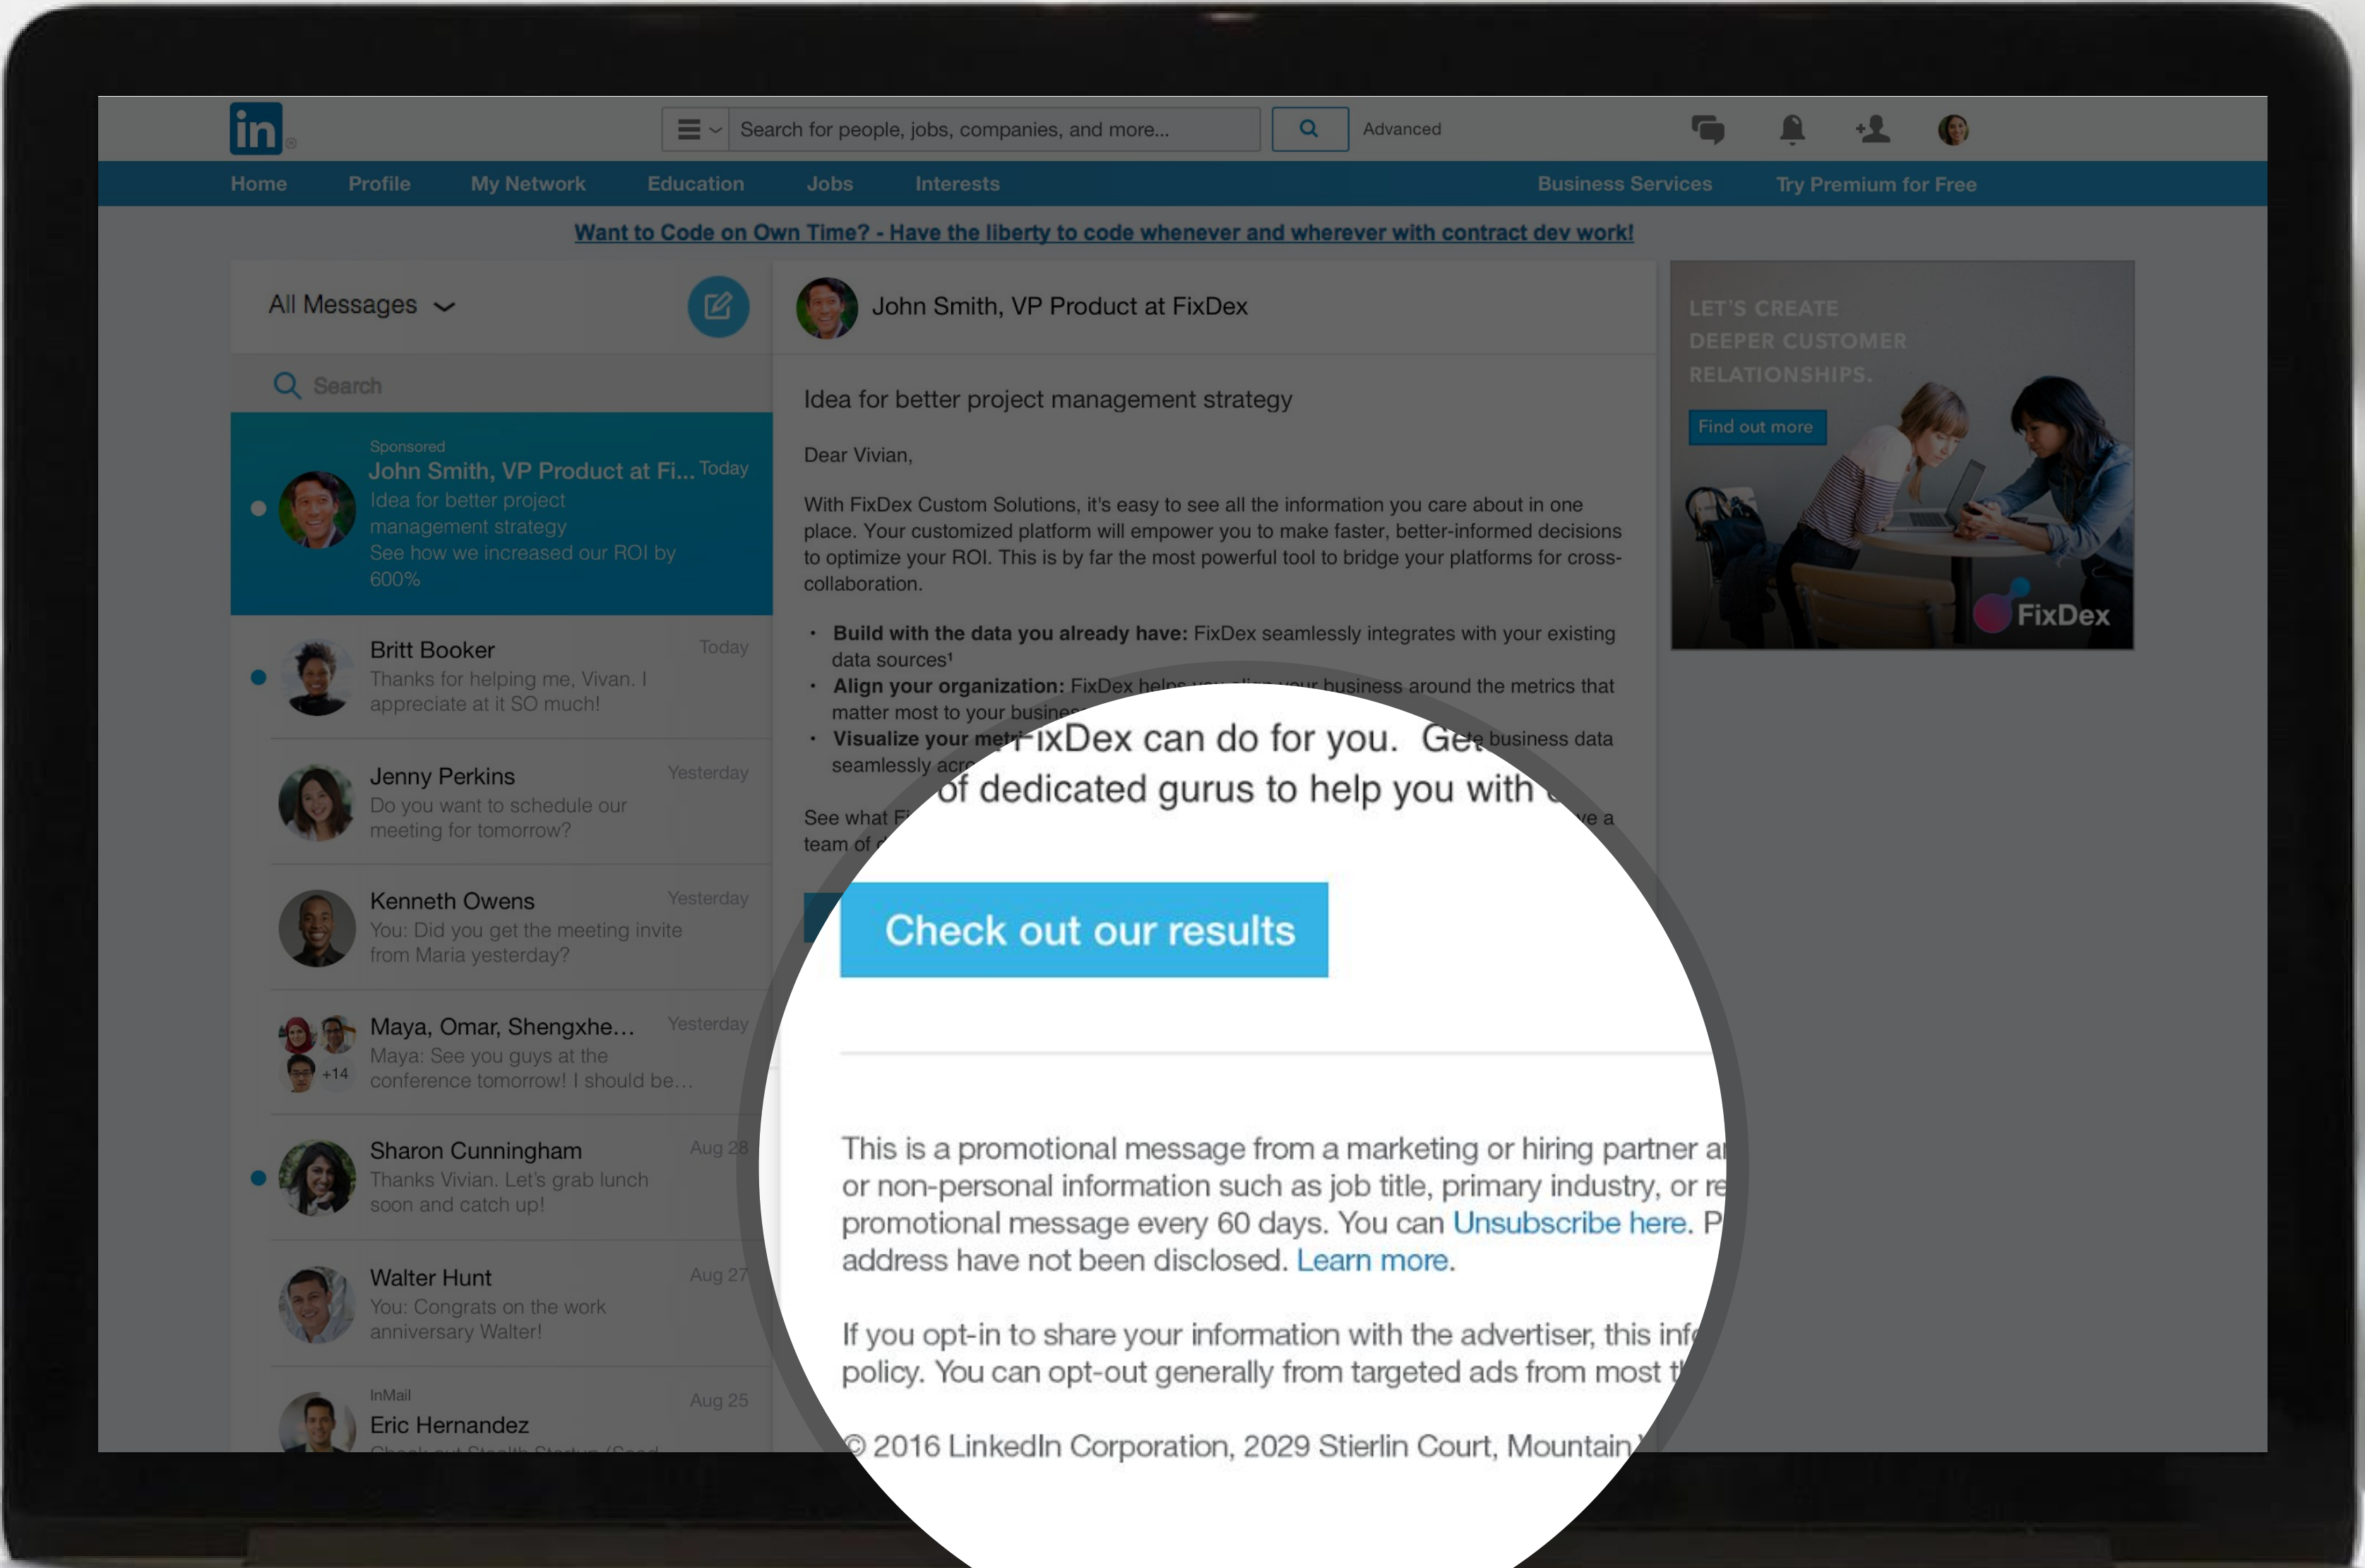 in
Search for people, jobs, companies, and more...
Advanced
Home Profile My Network Education Jobs Interests Business Services Try Premium for Free
Want to Code on Own Time? - Have the liberty to code whenever and wherever with contract dev work!
All Messages
Search
Sponsored
John Smith, VP Product at Fi... Today
Idea for better project
management strategy
See how we increased our ROI by
600%
Britt Booker Today
Thanks for helping me, Vivan. I
appreciate at it SO much!
Jenny Perkins Yesterday
Do you want to schedule our
meeting for tomorrow?
Kenneth Owens Yesterday
You: Did you get the meeting invite
from Maria yesterday?
Maya, Omar, Shengxhe... Yesterday
Maya: See you guys at the
+14 conference tomorrow! I should be...
Sharon Cunningham Aug 28
Thanks Vivian. Let's grab lunch
soon and catch up!
Walter Hunt Aug 27
You: Congrats on the work
anniversary Walter!
InMail
Eric Hernandez Aug 25
John Smith, VP Product at FixDex
Idea for better project management strategy
Dear Vivian,
With FixDex Custom Solutions, it's easy to see all the information you care about in one
place. Your customized platform will empower you to make faster, better-informed decisions
to optimize your ROI. This is by far the most powerful tool to bridge your platforms for cross-
collaboration.
• Build with the data you already have: FixDex seamlessly integrates with your existing
data sources¹
• Align your organization: FixDex helps you align your business around the metrics that
matter most to your
• Visualize your business data
seamlessly
See what
team of
ve a
FixDex can do for you. Get
of dedicated gurus to help you with
Check out our results
This is a promotional message from a marketing or hiring partner
or non-personal information such as job title, primary industry, or
promotional message every 60 days. You can Unsubscribe here.
address have not been disclosed. Learn more.
If you opt-in to share your information with the advertiser, this
policy. You can opt-out generally from targeted ads from most
© 2016 LinkedIn Corporation, 2029 Stierlin Court, Mountain
LET'S CREATE
DEEPER CUSTOMER
RELATIONSHIPS.
Find out more
FixDex